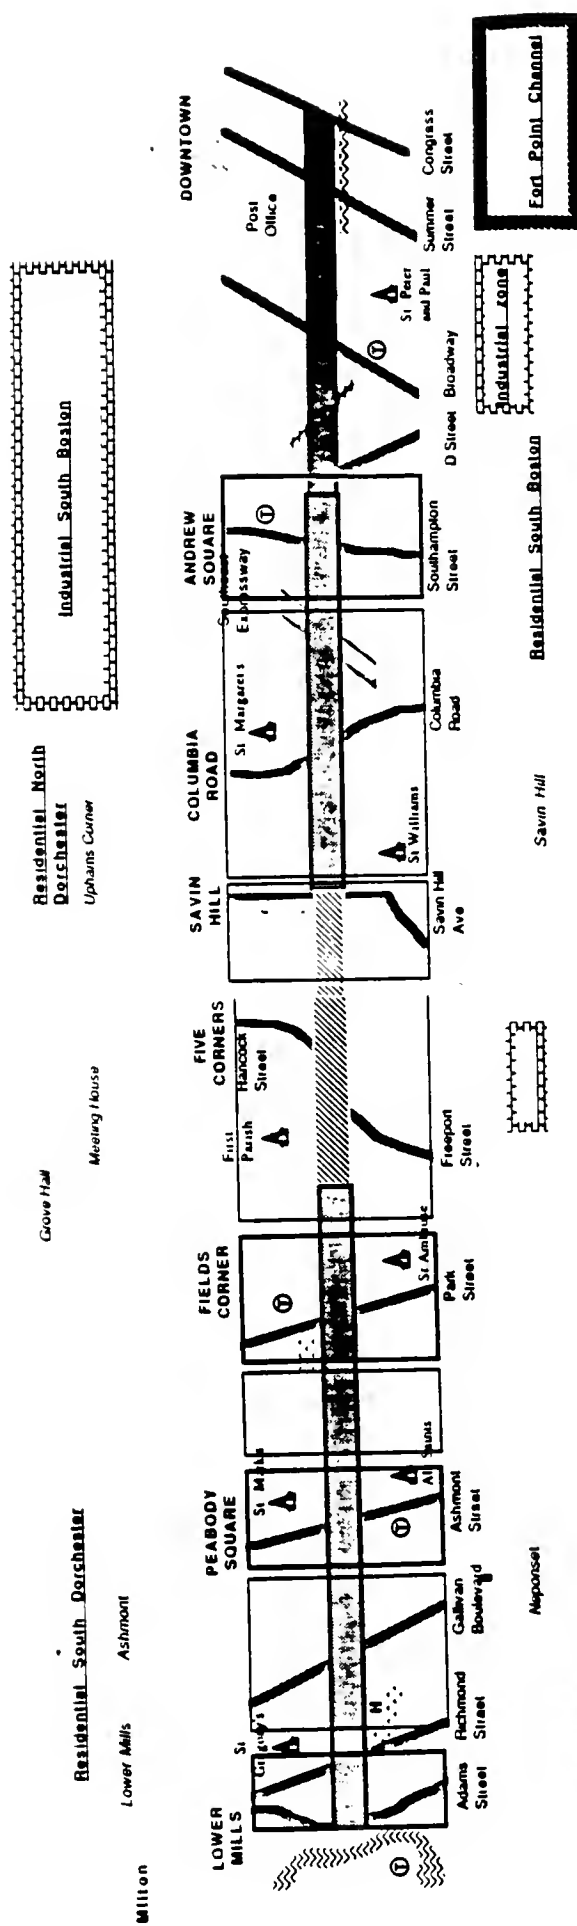 Milton
Lower Mills
Ashmont
Residential South Dorchester
Grove Hall
Meeting House
Residential North
Dorchester
Uphams Corner
Industrial South Boston
LOWER
MILLS
PEABODY
SQUARE
FIELDS
CORNER
FIVE
CORNERS
SAVIN
HILL
COLUMBIA
ROAD
ANDREW
SQUARE
DOWNTOWN
St
Gregory's
St Marks
First
Parish
Hancock
Street
St Margarets
Southeast
Expressway
Post
Office
T
T
H
T
All Saints
St Ambrose
St Williams
T
T
St Peter
and Paul
Adams
Street
Richmond
Street
Gallivan
Boulevard
Ashmont
Street
Park
Street
Freeport
Street
Savin Hill
Ave
Columbia
Road
Southampton
Street
D Street
Broadway
Summer
Street
Congress
Street
Neponset
Savin Hill
Residential South Boston
Industrial zone
Fort Point Channel